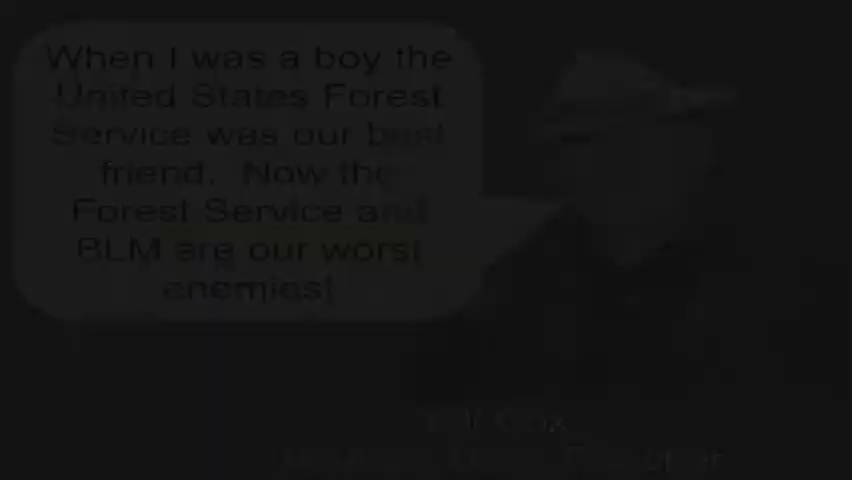 When I was a boy the
United States Forest
Service was our best
friend. Now the
Forest Service and
BLM are our worst
enemies!
Cox